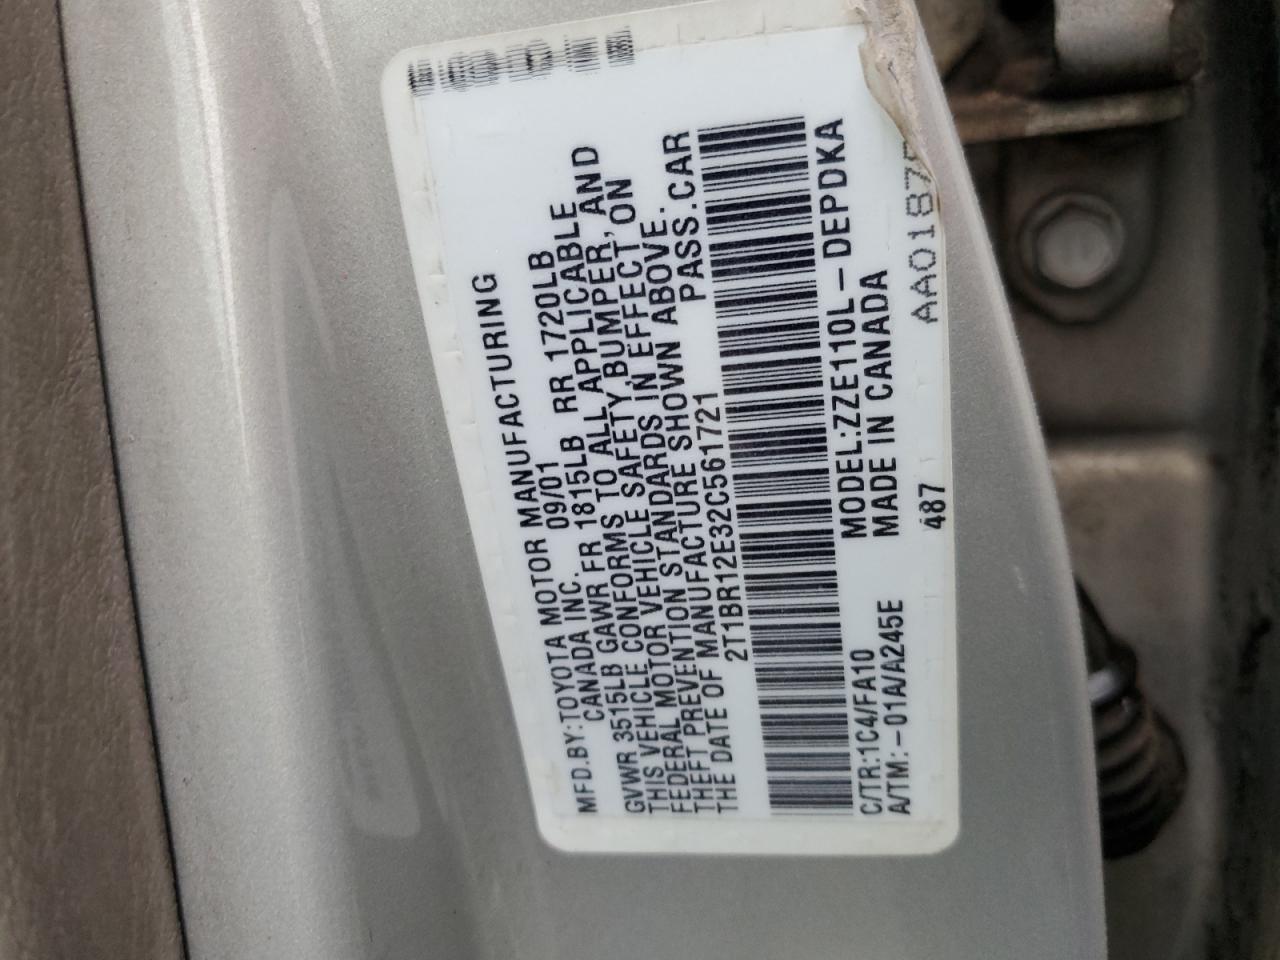 MFD.BY:TOYOTA MOTOR MANUFACTURING
CANADA INC. 09/01
GVWR 3515LB GAWR FR 1815LB RR 1720LB
THIS VEHICLE CONFORMS TO ALL APPLICABLE
FEDERAL MOTOR VEHICLE SAFETY,BUMPER, AND
THEFT PREVENTION STANDARDS IN EFFECT ON
THE DATE OF MANUFACTURE SHOWN ABOVE.
2T1BR12E32C561721 PASS.CAR
MODEL:ZZE110L-DEPDKA
C/TR:1C4/FA10 MADE IN CANADA
A/TM:-01A/A245E
487